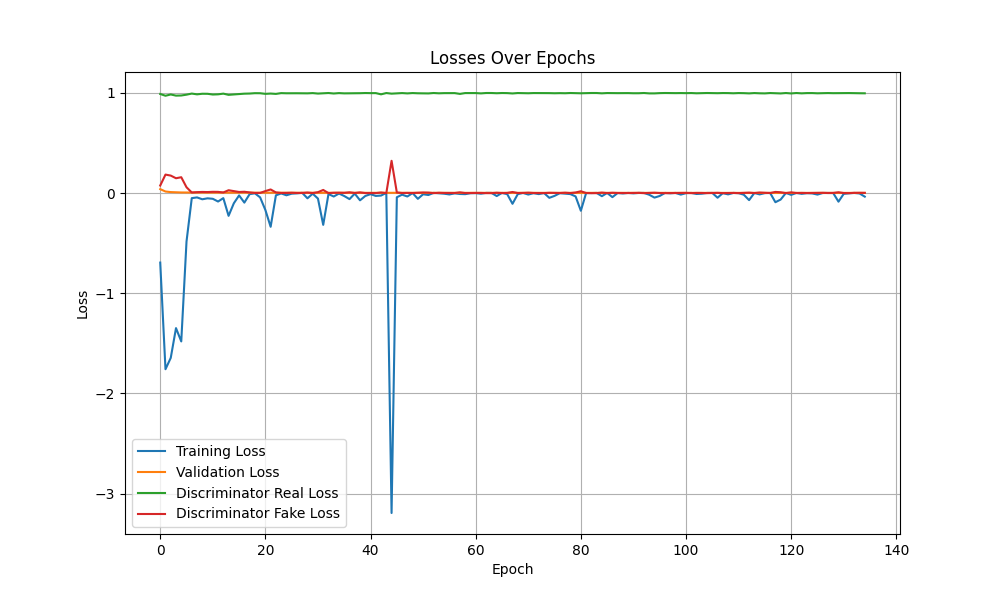 Losses Over Epochs
Loss
1
0
−1
−2
−3
Training Loss
Validation Loss
Discriminator Real Loss
Discriminator Fake Loss
0 20 40 60 80 100 120 140
Epoch